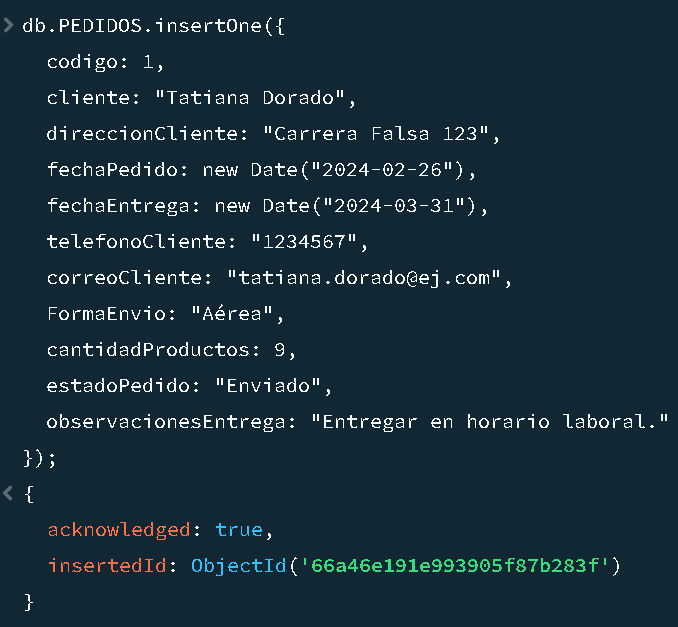 db.PEDIDOS.insertOne({
codigo: 1,
cliente: "Tatiana Dorado",
direccionCliente: "Carrera Falsa 123",
fechaPedido: new Date("2024-02-26"),
fechaEntrega: new Date("2024-03-31"),
telefonoCliente: "1234567",
correoCliente: "tatiana.dorado@ej.com",
FormaEnvio: "Aérea",
cantidadProductos: 9,
estadoPedido: "Enviado",
observacionesEntrega: "Entregar en horario laboral."
});
{
acknowledged: true,
insertedId: ObjectId('66a46e191e993905f87b283f')
}